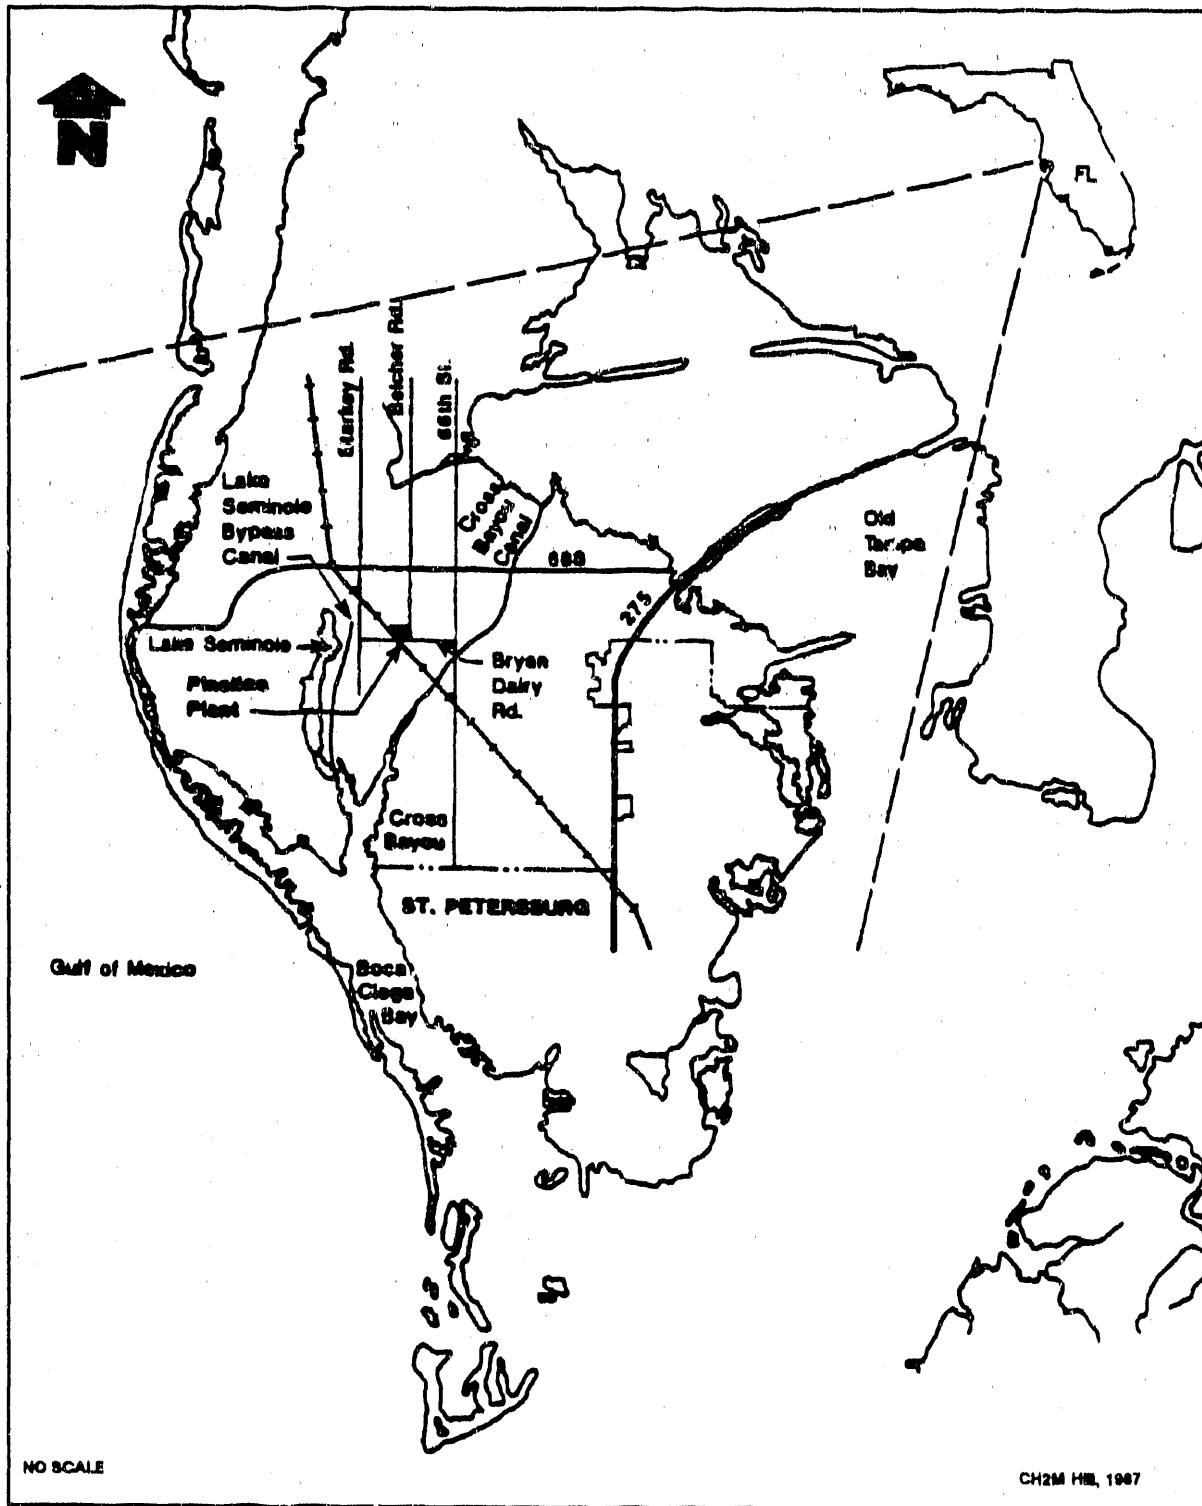 N
FL
Starkey Rd.
Belcher Rd.
66th St.
Lake
Seminole
Bypass
Canal
Cross
Bayou
Canal
688
Old
Tampa
Bay
275
Lake Seminole
Bryan
Dairy
Rd.
Pinellas
Plant
Cross
Bayou
ST. PETERSBURG
Gulf of Mexico
Boca
Ciega
Bay
NO SCALE
CH2M Hill, 1987